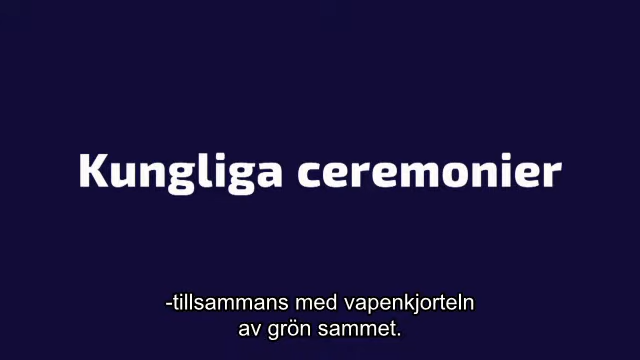 Kungliga ceremonier
-tillsammans med vapenkjorteln
av grön sammet.